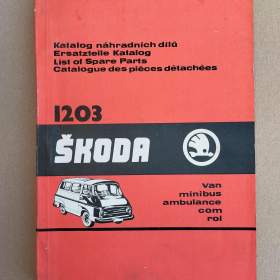 Katalog náhradních dílů
Ersatzteile Katalog
List of Spare Parts
Catalogue des pièces détachées
1203
ŠKODA
van
minibus
ambulance
com
rol